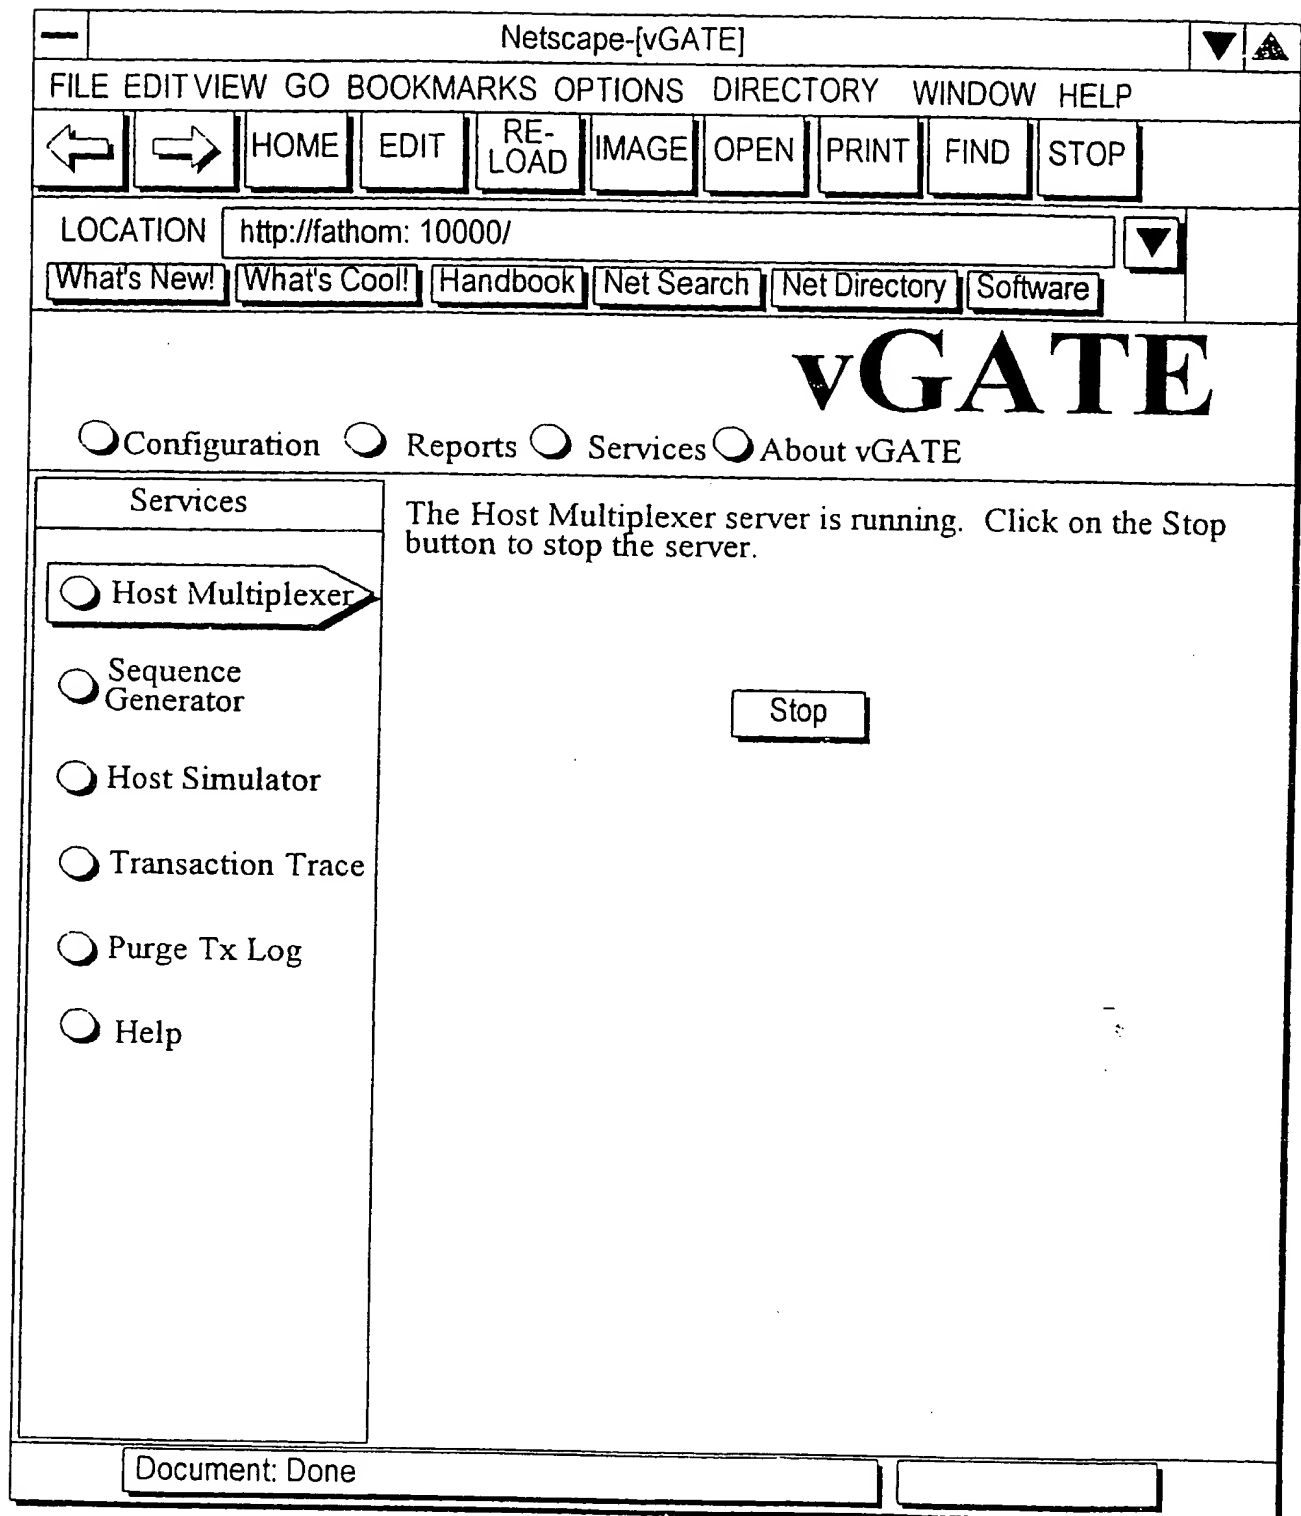 Netscape-[vGATE]
FILE EDIT VIEW GO BOOKMARKS OPTIONS DIRECTORY WINDOW HELP
HOME EDIT RE-LOAD IMAGE OPEN PRINT FIND STOP
LOCATION http://fathom: 10000/
What's New! What's Cool! Handbook Net Search Net Directory Software
vGATE
Configuration Reports Services About vGATE
Services
The Host Multiplexer server is running. Click on the Stop
button to stop the server.
Host Multiplexer
Sequence
Generator
Stop
Host Simulator
Transaction Trace
Purge Tx Log
Help
Document: Done